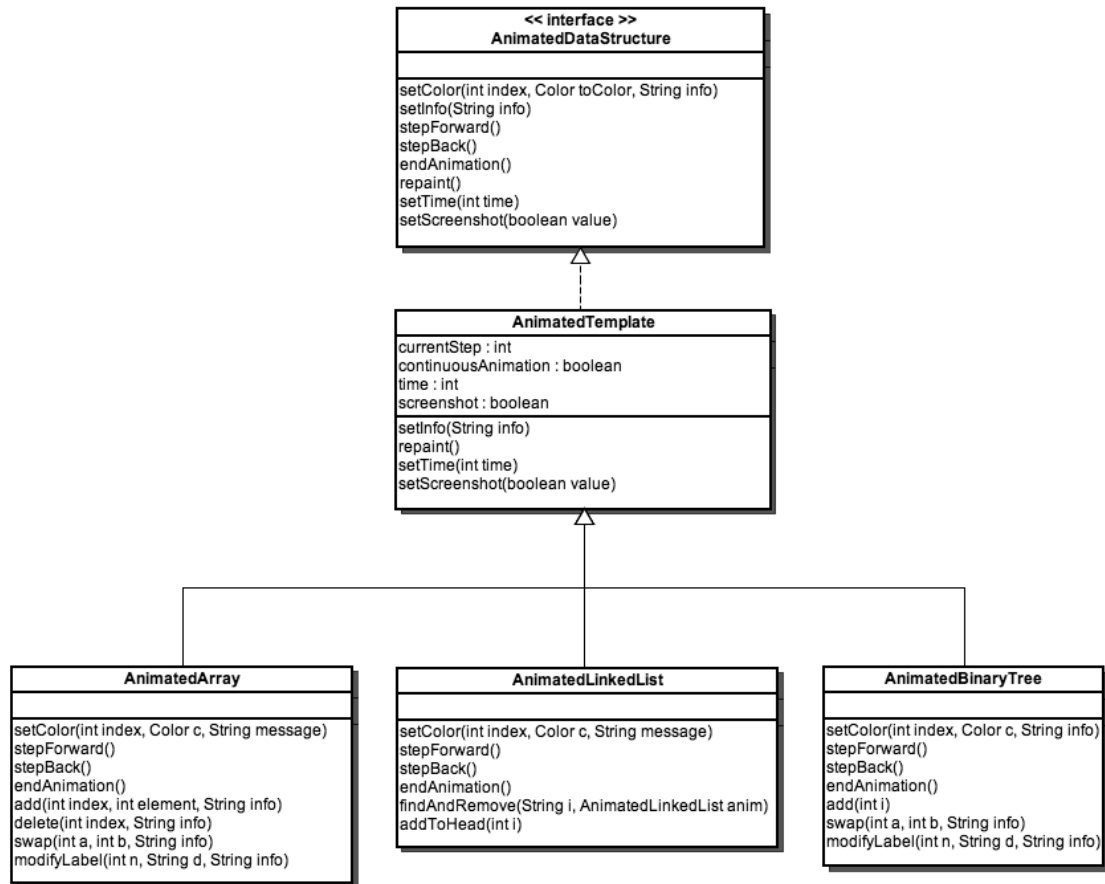 << interface >>
AnimatedDataStructure
setColor(int index, Color toColor, String info)
setInfo(String info)
stepForward()
stepBack()
endAnimation()
repaint()
setTime(int time)
setScreenshot(boolean value)
AnimatedTemplate
currentStep : int
continuousAnimation : boolean
time : int
screenshot : boolean
setInfo(String info)
repaint()
setTime(int time)
setScreenshot(boolean value)
AnimatedArray
setColor(int index, Color c, String message)
stepForward()
stepBack()
endAnimation()
add(int index, int element, String info)
delete(int index, String info)
swap(int a, int b, String info)
modifyLabel(int n, String d, String info)
AnimatedLinkedList
setColor(int index, Color c, String message)
stepForward()
stepBack()
endAnimation()
findAndRemove(String i, AnimatedLinkedList anim)
addToHead(int i)
AnimatedBinaryTree
setColor(int index, Color c, String info)
stepForward()
stepBack()
endAnimation()
add(int i)
swap(int a, int b, String info)
modifyLabel(int n, String d, String info)